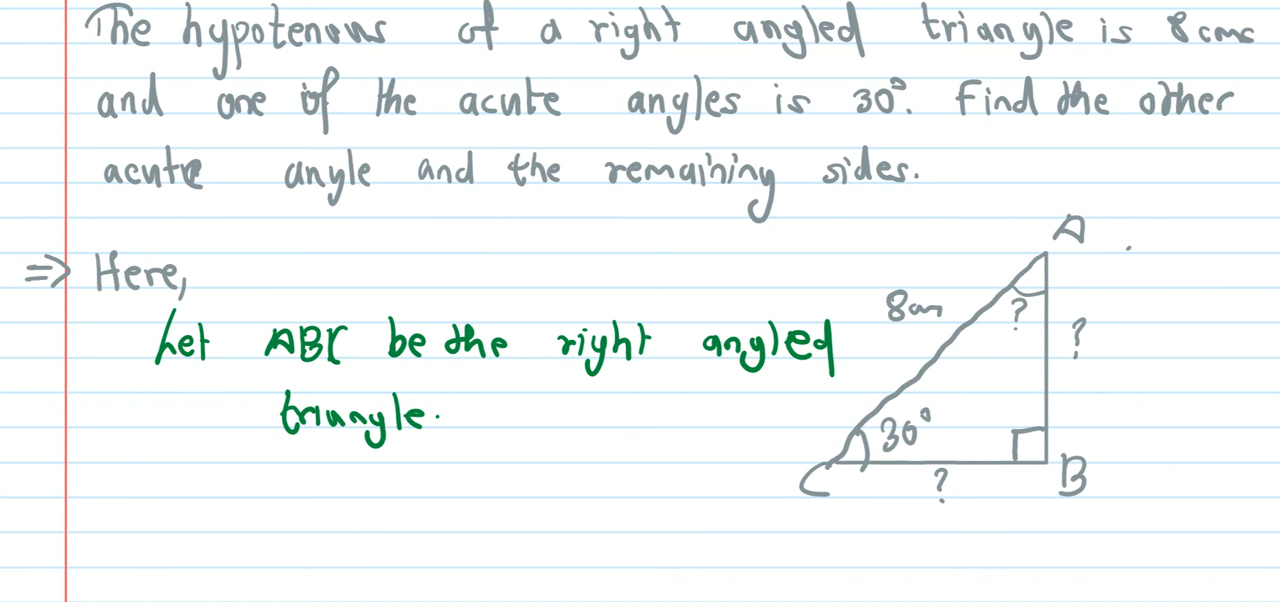 The hypotenous of a right angled triangle is 8 cms
and one of the acute angles is 30°. Find the other
acute angle and the remaining sides.
=> Here,
Let ABC be the right angled
triangle.
A
8cm
?
?
30°
C
?
B